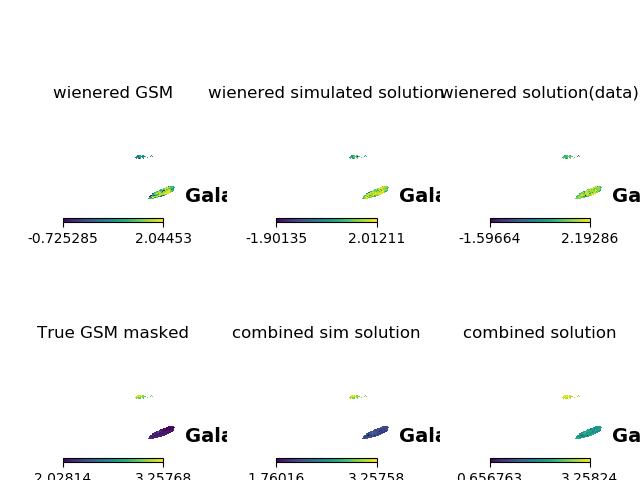 wienered GSM wienered simulated solution wienered solution(data)
Gala Gala Ga
-0.725285 2.04453 -1.90135 2.01211 -1.59664 2.19286
True GSM masked combined sim solution combined solution
Gala Gala Ga
2.02814 3.25768 1.76016 3.25758 0.656763 3.25824